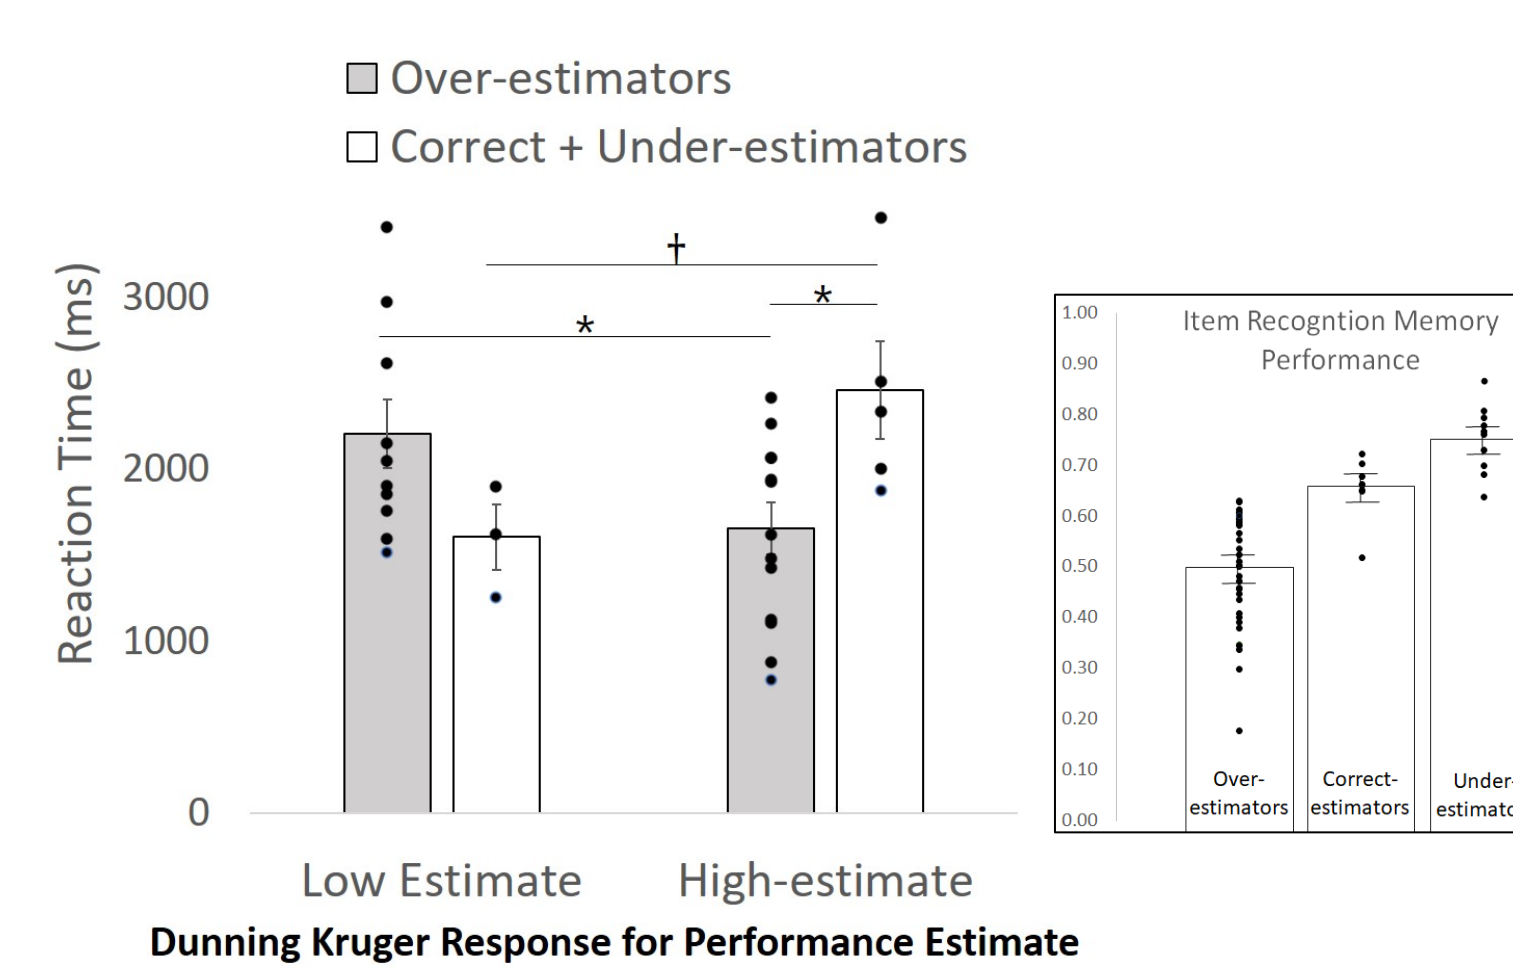 Over-estimators
Correct + Under-estimators
Reaction Time (ms)
3000
2000
1000
0
†
*
*
Low Estimate
High-estimate
Dunning Kruger Response for Performance Estimate
Item Recogntion Memory
Performance
1.00
0.90
0.80
0.70
0.60
0.50
0.40
0.30
0.20
0.10
0.00
Over-
estimators
Correct-
estimators
Under-
estimato